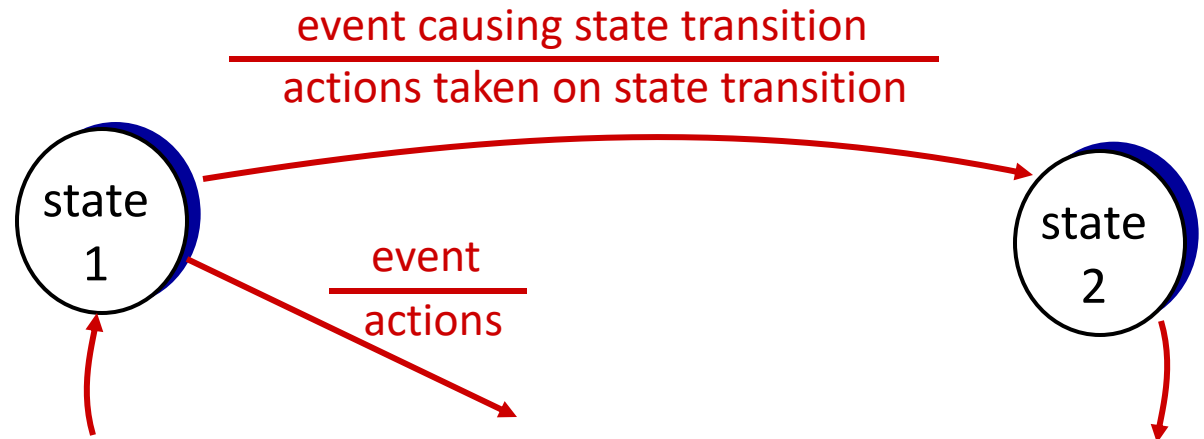 event causing state transition
actions taken on state transition
state
1
state
2
event
actions